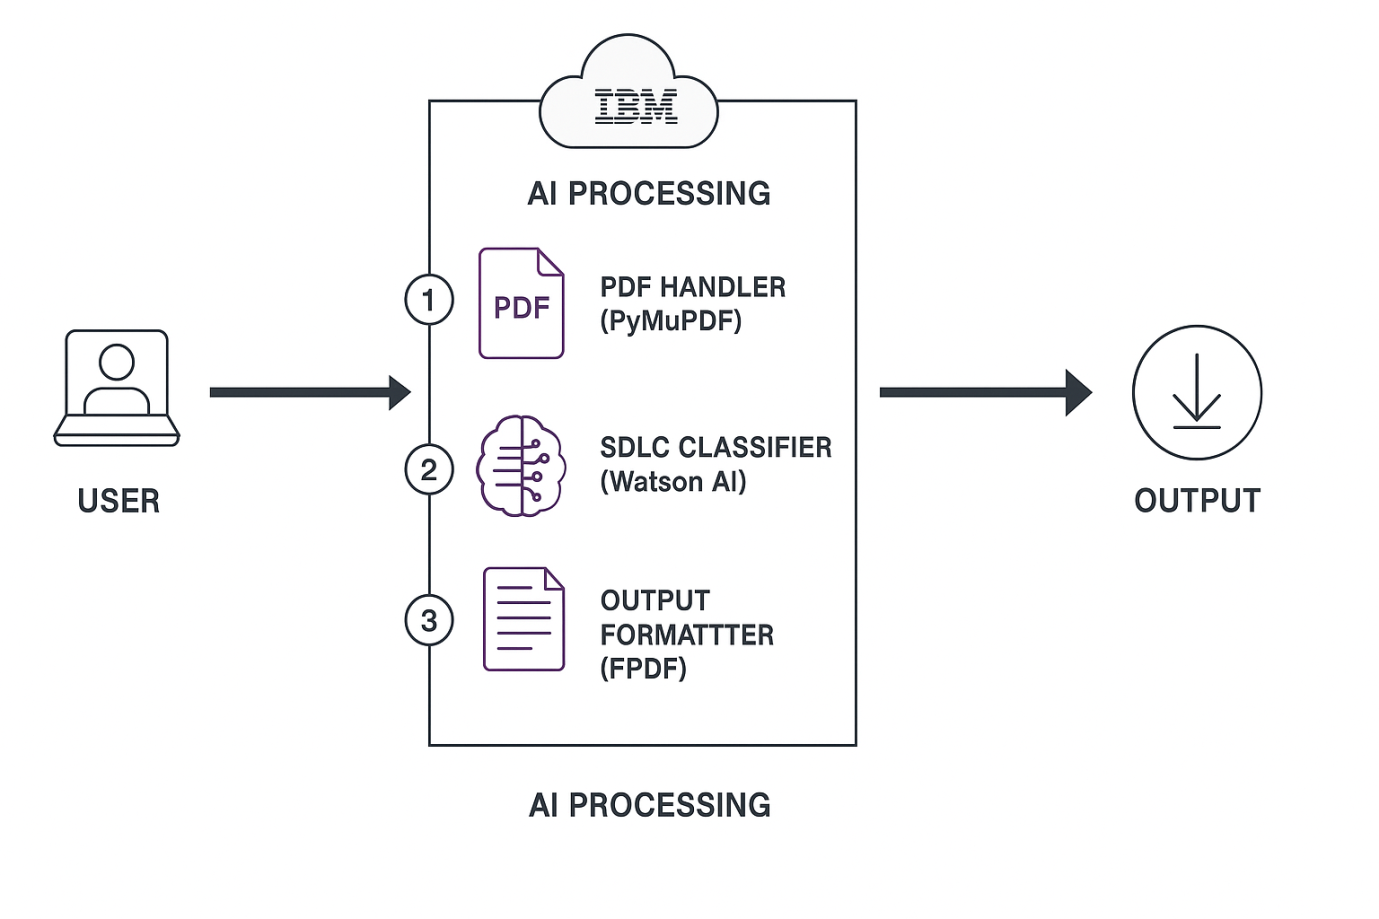 IBM
AI PROCESSING
1
PDF
PDF HANDLER
(PyMuPDF)
2
SDLC CLASSIFIER
(Watson AI)
3
OUTPUT
FORMATTTER
(FPDF)
USER
OUTPUT
AI PROCESSING